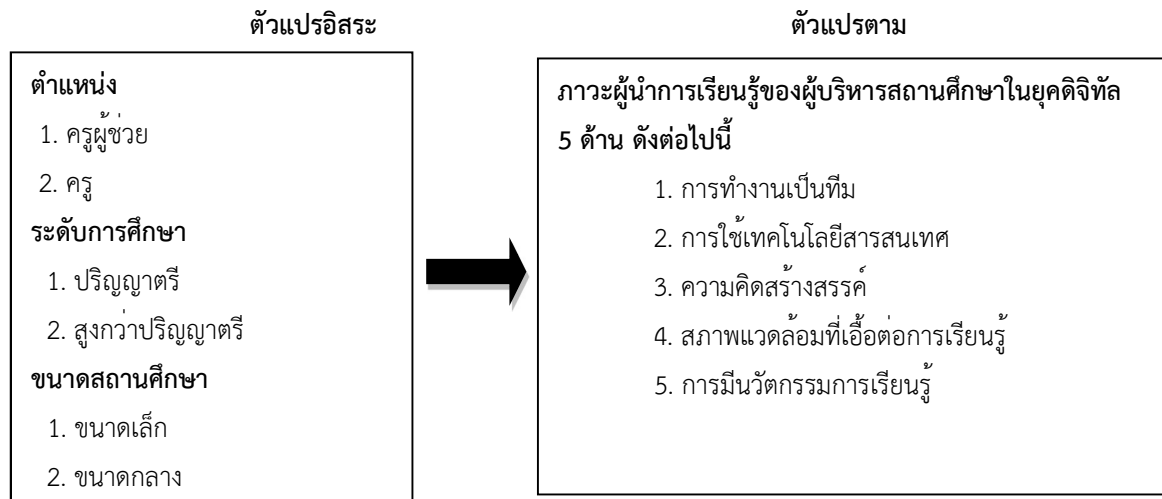 ตัวแปรอิสระ
ตำแหน่ง
1. ครูผู้ช่วย
2. ครู
ระดับการศึกษา
1. ปริญญาตรี
2. สูงกว่าปริญญาตรี
ขนาดสถานศึกษา
1. ขนาดเล็ก
2. ขนาดกลาง
ตัวแปรตาม
ภาวะผู้นำการเรียนรู้ของผู้บริหารสถานศึกษาในยุคดิจิทัล
5 ด้าน ดังต่อไปนี้
1. การทำงานเป็นทีม
2. การใช้เทคโนโลยีสารสนเทศ
3. ความคิดสร้างสรรค์
4. สภาพแวดล้อมที่เอื้อต่อการเรียนรู้
5. การมีนวัตกรรมการเรียนรู้